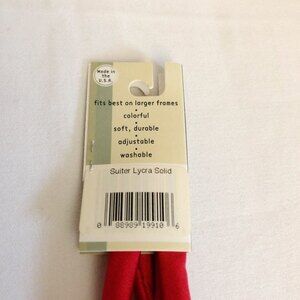 Made in
the
U.S.A.
fits best on larger frames
•
colorful
•
soft, durable
•
adjustable
•
washable
Suiter Lycra Solid
0 88989 19910 6